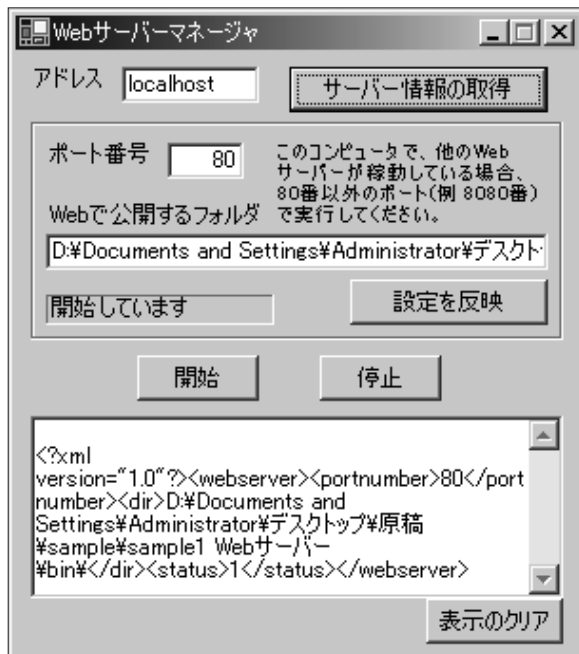 Webサーバーマネージャ
アドレス localhost サーバー情報の取得
ポート番号 80
このコンピュータで、他のWeb
サーバーが稼動している場合、
80番以外のポート(例 8080番)
で実行してください。
Webで公開するフォルダ
D:¥Documents and Settings¥Administrator¥デスクト
開始しています 設定を反映
開始 停止
<?xml
version="1.0"?><webserver><portnumber>80</port
number><dir>D:¥Documents and
Settings¥Administrator¥デスクトップ¥原稿
¥sample¥sample1 Webサーバー
¥bin¥</dir><status>1</status></webserver>
表示のクリア